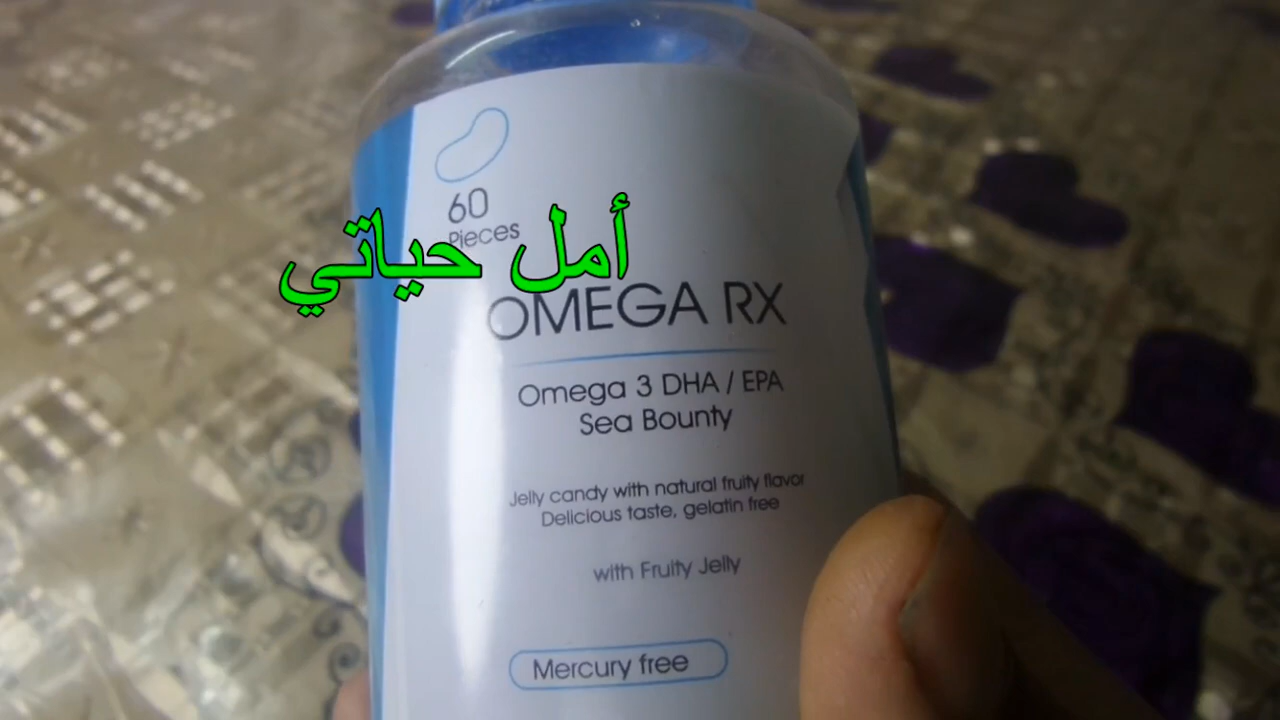 60
Pieces
أمل حياتي
OMEGA RX
Omega 3 DHA / EPA
Sea Bounty
Jelly candy with natural fruity flavor
Delicious taste, gelatin free
with Fruity Jelly
Mercury free